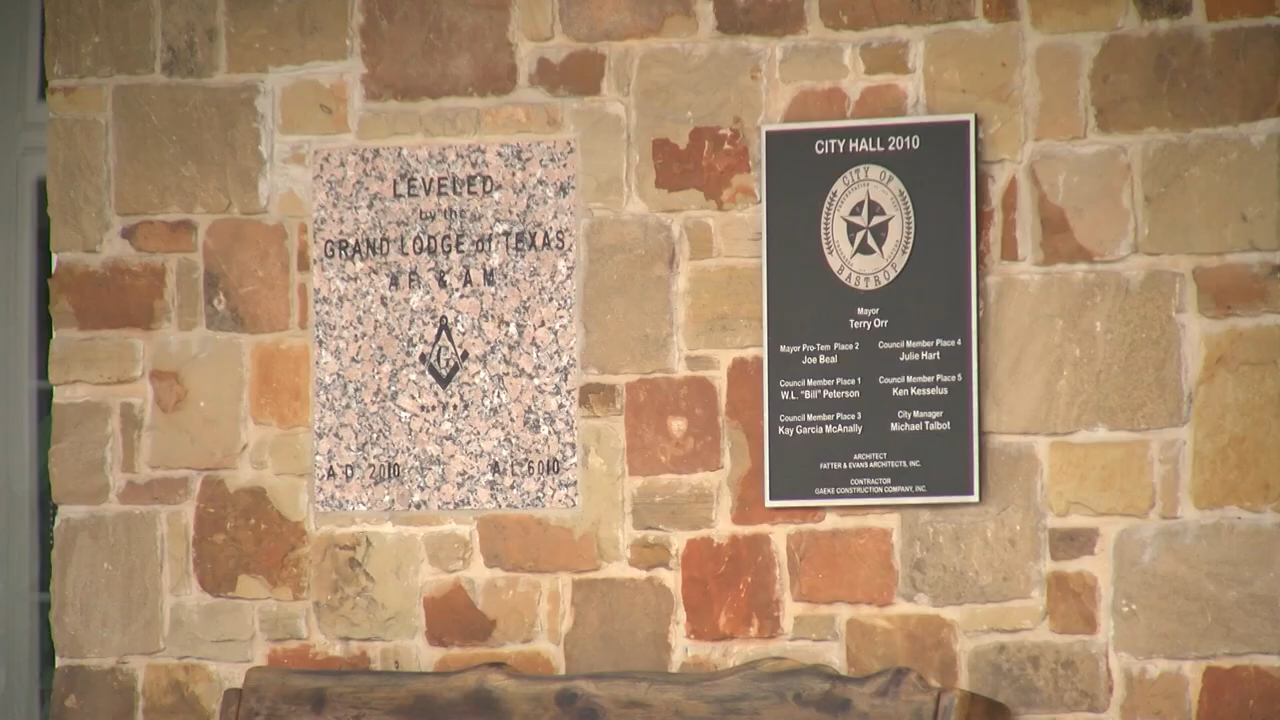 LEVELED
by the
GRAND LODGE of TEXAS
A F & A M
G
A.D. 2010 A.L. 6010
CITY HALL 2010
CITY OF
BASTROP
Mayor
Terry Orr
Mayor Pro-Tem Place 2
Joe Beal
Council Member Place 4
Julie Hart
Council Member Place 1
W.L. "Bill" Peterson
Council Member Place 5
Ken Kesselus
Council Member Place 3
Kay Garcia McAnally
City Manager
Michael Talbot
ARCHITECT
FATTER & EVANS ARCHITECTS, INC.
CONTRACTOR
GAEKE CONSTRUCTION COMPANY, INC.